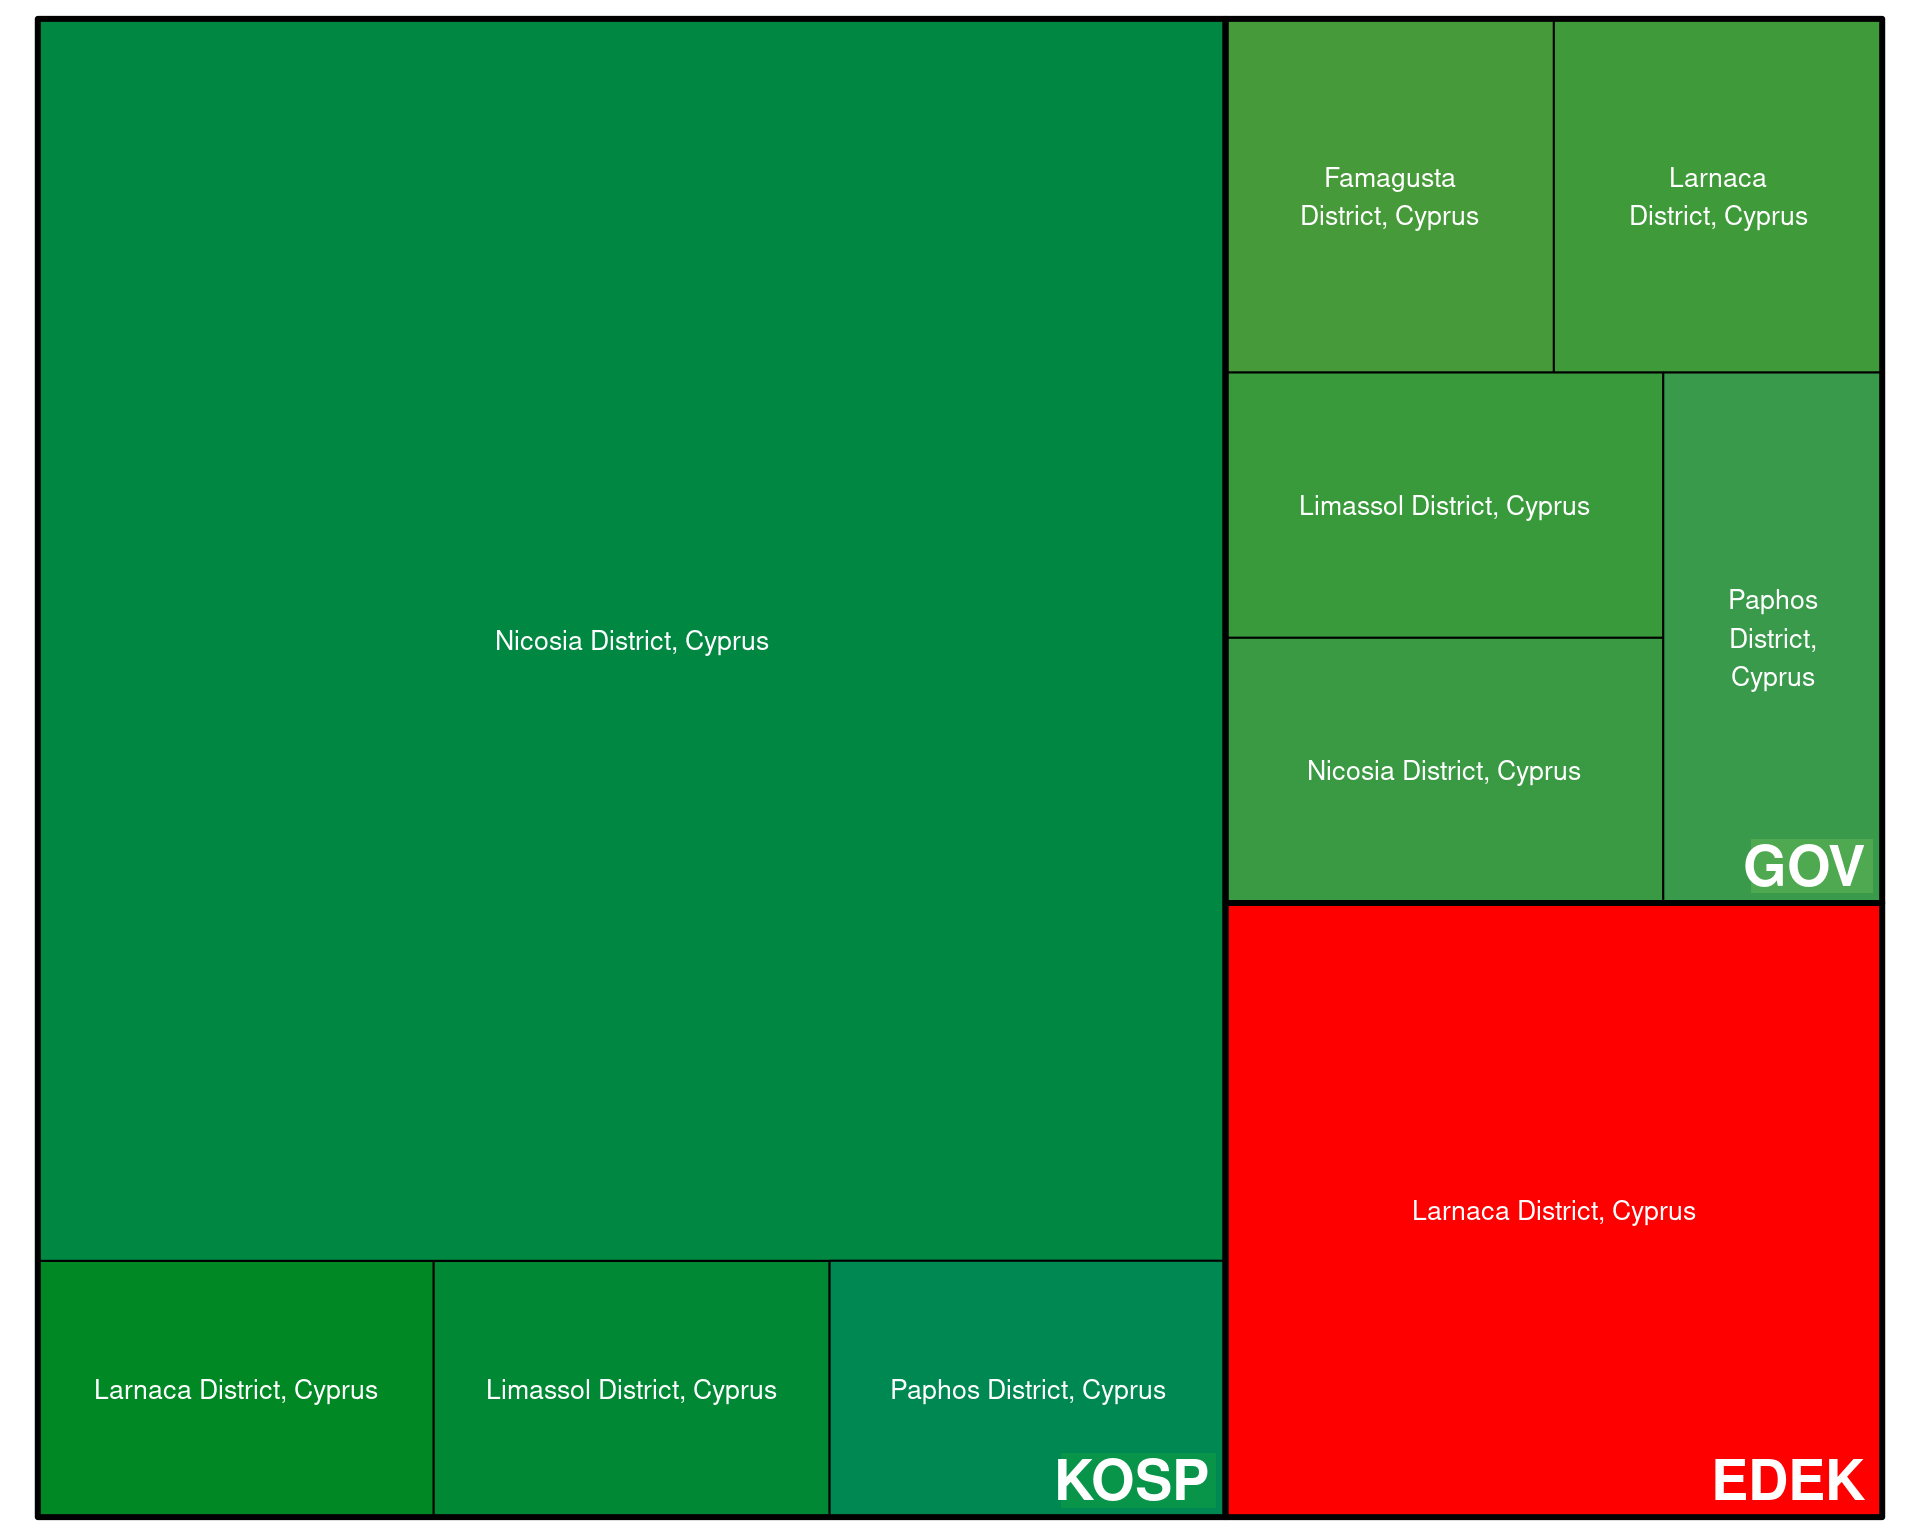 Nicosia District, Cyprus
Larnaca District, Cyprus
Limassol District, Cyprus
Paphos District, Cyprus
KOSP
Famagusta
District, Cyprus
Larnaca
District, Cyprus
Limassol District, Cyprus
Nicosia District, Cyprus
Paphos
District,
Cyprus
GOV
Larnaca District, Cyprus
EDEK